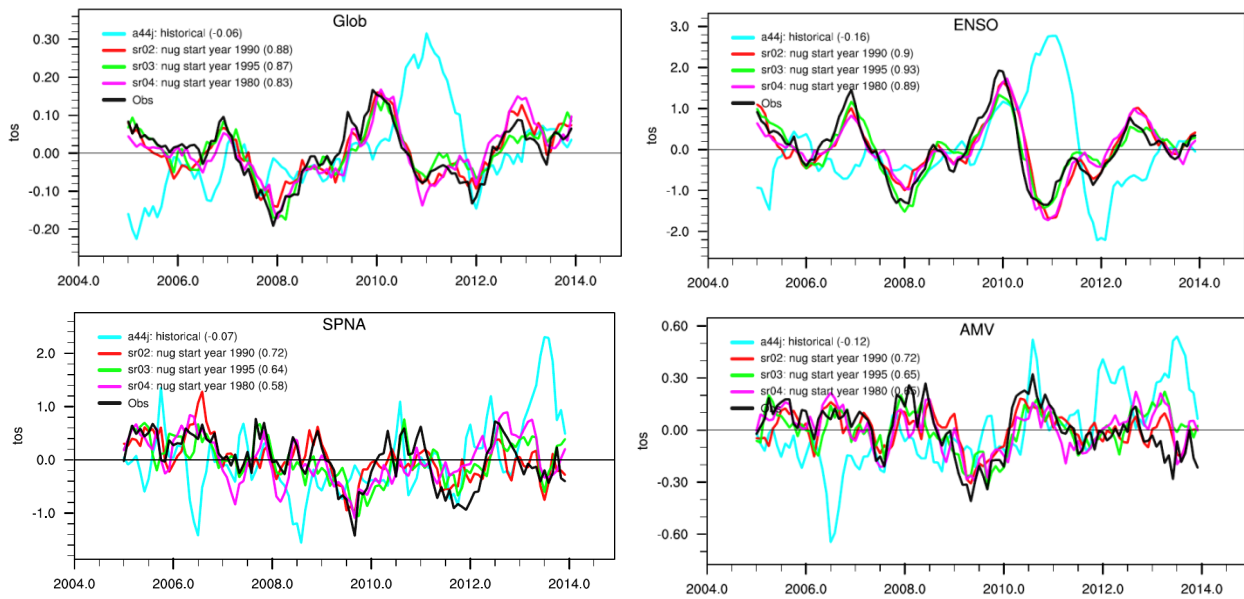 Glob
a44j: historical (-0.06)
sr02: nug start year 1990 (0.88)
sr03: nug start year 1995 (0.87)
sr04: nug start year 1980 (0.83)
Obs
tos
0.30
0.20
0.10
0.00
-0.10
-0.20
2004.0 2006.0 2008.0 2010.0 2012.0 2014.0
ENSO
a44j: historical (-0.16)
sr02: nug start year 1990 (0.9)
sr03: nug start year 1995 (0.93)
sr04: nug start year 1980 (0.89)
Obs
tos
3.0
2.0
1.0
0.0
-1.0
-2.0
2004.0 2006.0 2008.0 2010.0 2012.0 2014.0
SPNA
a44j: historical (-0.07)
sr02: nug start year 1990 (0.72)
sr03: nug start year 1995 (0.64)
sr04: nug start year 1980 (0.58)
Obs
tos
2.0
1.0
0.0
-1.0
2004.0 2006.0 2008.0 2010.0 2012.0 2014.0
AMV
a44j: historical (-0.12)
sr02: nug start year 1990 (0.72)
sr03: nug start year 1995 (0.65)
sr04: nug start year 1980
tos
0.60
0.30
0.00
-0.30
-0.60
2004.0 2006.0 2008.0 2010.0 2012.0 2014.0